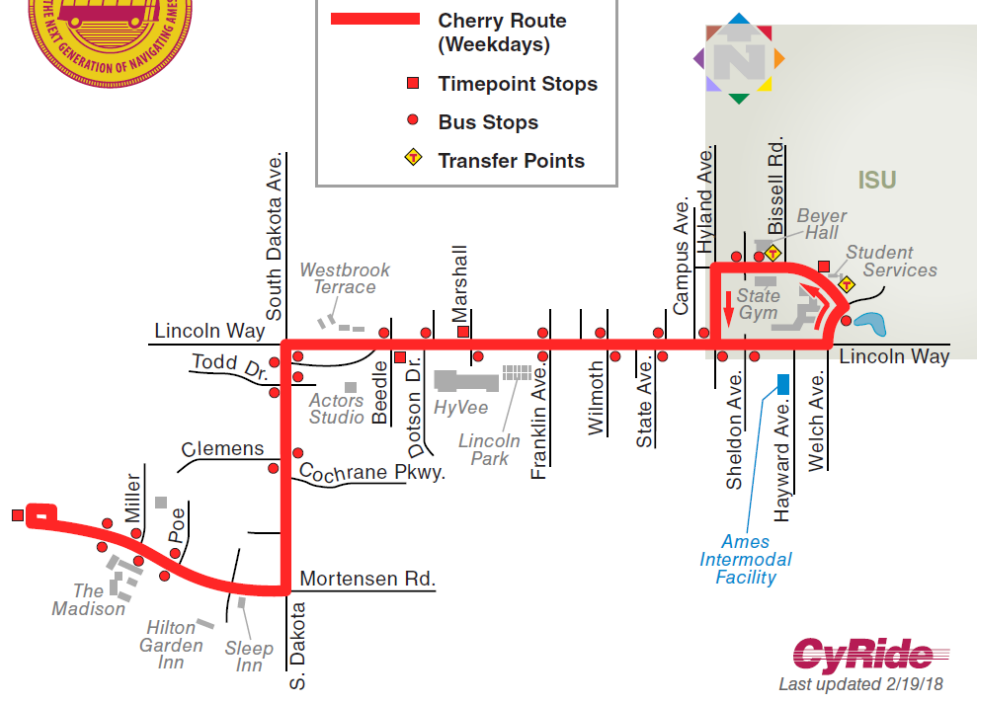 THE NEXT GENERATION OF NAVIGATING AMES
Cherry Route
(Weekdays)
Timepoint Stops
Bus Stops
Transfer Points
N
ISU
South Dakota Ave.
Westbrook
Terrace
Marshall
Campus Ave.
Hyland Ave.
Bissell Rd.
Beyer
Hall
Student
Services
T
T
T
State
Gym
Lincoln Way
Lincoln Way
Todd Dr.
Actors
Studio
Beedle
Dotson Dr.
HyVee
Lincoln
Park
Franklin Ave.
Wilmoth
State Ave.
Sheldon Ave.
Hayward Ave.
Welch Ave.
Clemens
Cochrane Pkwy.
Miller
Poe
Ames
Intermodal
Facility
Mortensen Rd.
The
Madison
Hilton
Garden
Inn
Sleep
Inn
S. Dakota
CyRide
Last updated 2/19/18